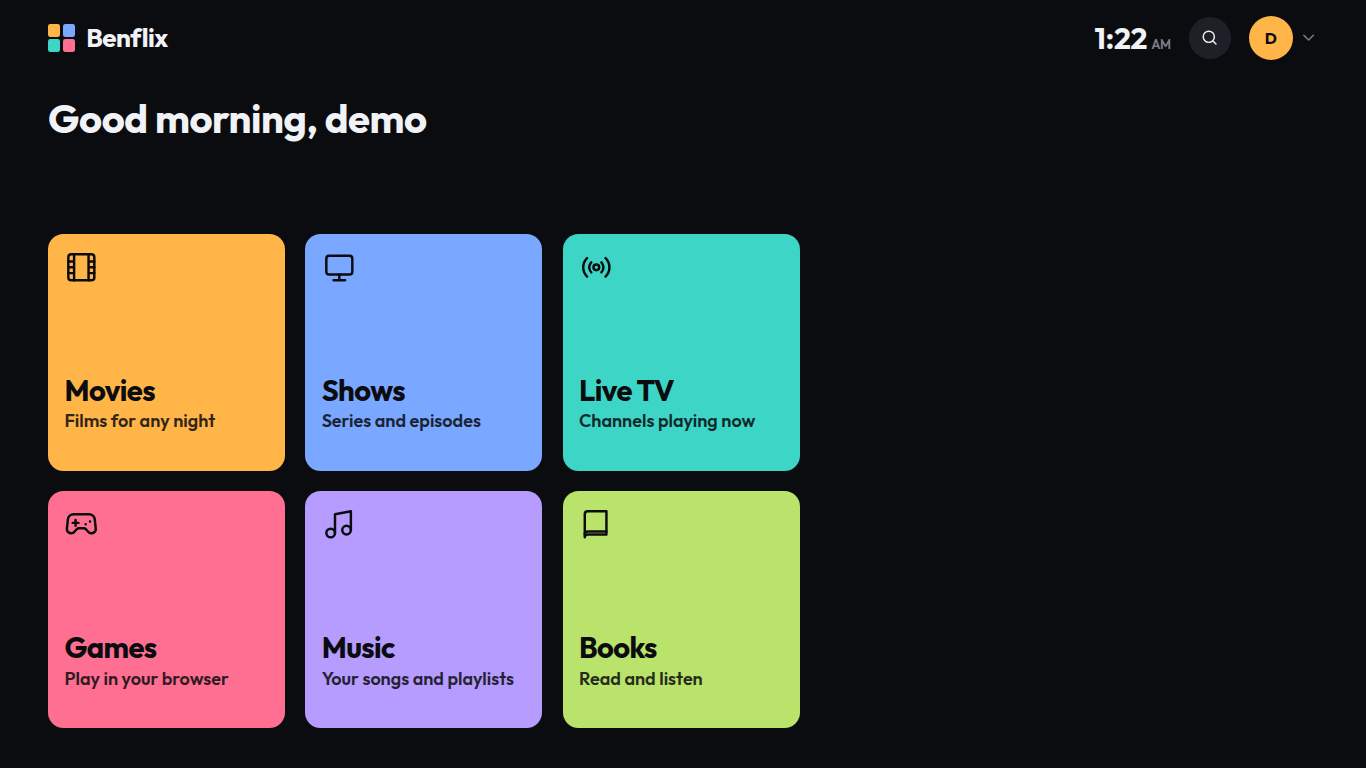 Benflix
1:22 AM
D
Good morning, demo
Movies
Films for any night
Shows
Series and episodes
Live TV
Channels playing now
Games
Play in your browser
Music
Your songs and playlists
Books
Read and listen